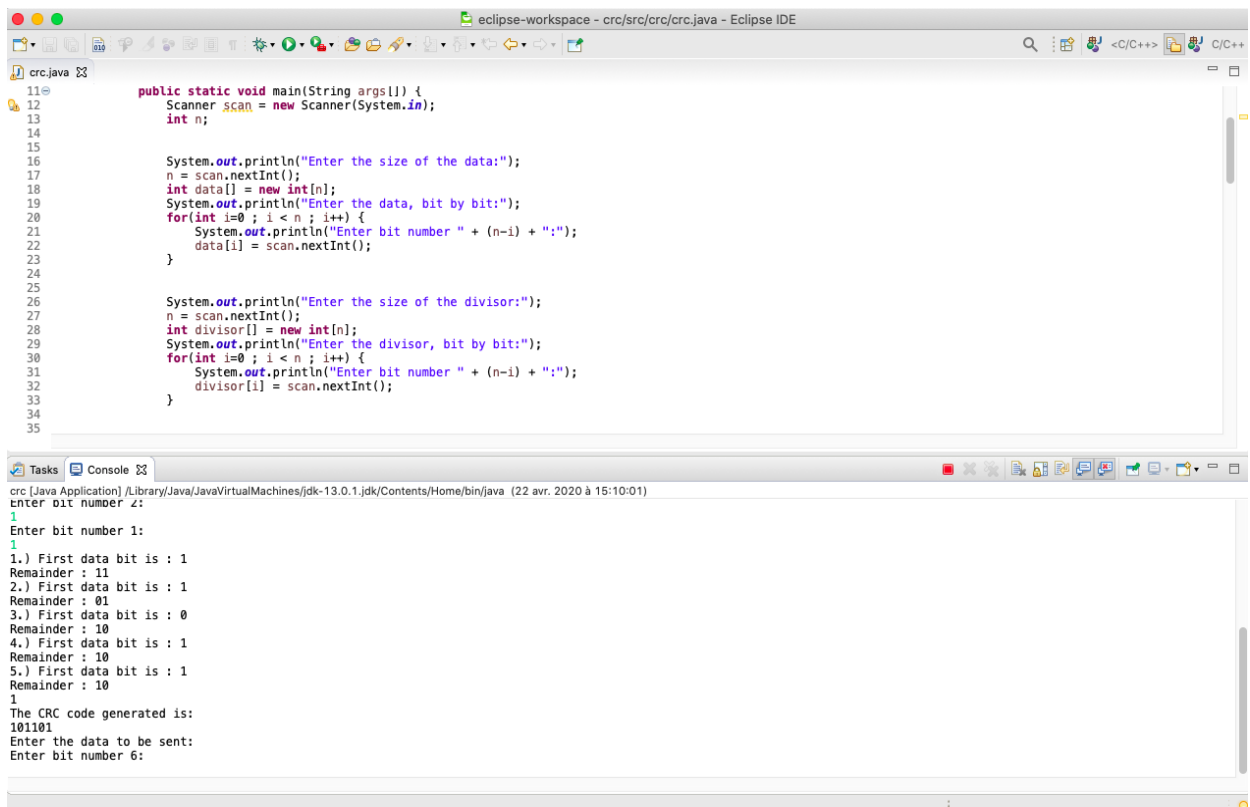 eclipse-workspace - crc/src/crc/crc.java - Eclipse IDE
<C/C++> C/C++
crc.java
11 public static void main(String args[]) {
12 Scanner scan = new Scanner(System.in);
13 int n;
14
15
16 System.out.println("Enter the size of the data:");
17 n = scan.nextInt();
18 int data[] = new int[n];
19 System.out.println("Enter the data, bit by bit:");
20 for(int i=0 ; i < n ; i++) {
21 System.out.println("Enter bit number " + (n-i) + ":");
22 data[i] = scan.nextInt();
23 }
24
25
26 System.out.println("Enter the size of the divisor:");
27 n = scan.nextInt();
28 int divisor[] = new int[n];
29 System.out.println("Enter the divisor, bit by bit:");
30 for(int i=0 ; i < n ; i++) {
31 System.out.println("Enter bit number " + (n-i) + ":");
32 divisor[i] = scan.nextInt();
33 }
34
35
Tasks Console
crc [Java Application] /Library/Java/JavaVirtualMachines/jdk-13.0.1.jdk/Contents/Home/bin/java (22 avr. 2020 à 15:10:01)
Enter bit number 2:
1
Enter bit number 1:
1
1.) First data bit is : 1
Remainder : 11
2.) First data bit is : 1
Remainder : 01
3.) First data bit is : 0
Remainder : 10
4.) First data bit is : 1
Remainder : 10
5.) First data bit is : 1
Remainder : 10
1
The CRC code generated is:
101101
Enter the data to be sent:
Enter bit number 6: